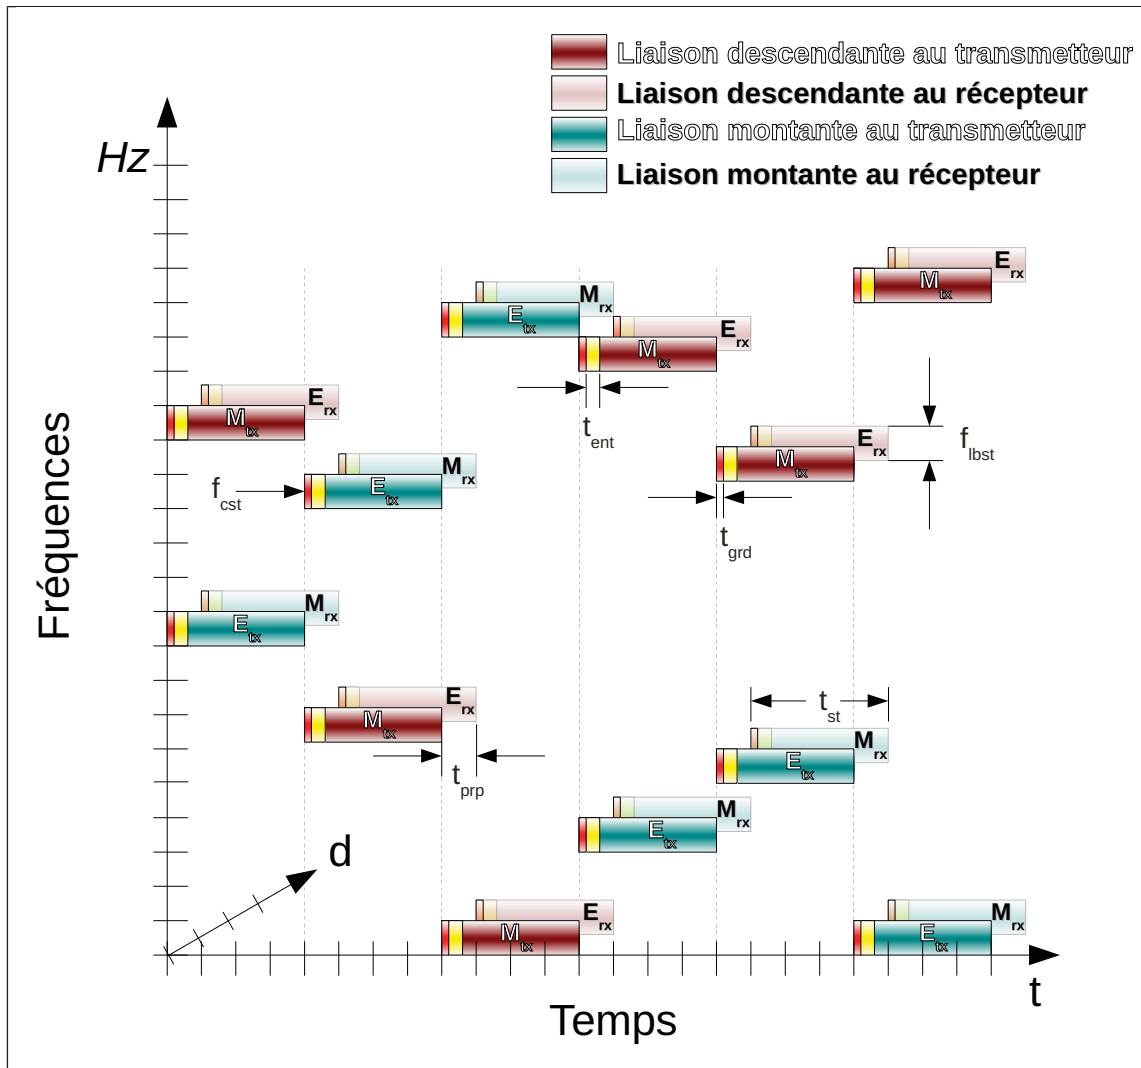 Liaison descendante au transmetteur
Liaison descendante au récepteur
Liaison montante au transmetteur
Liaison montante au récepteur
Hz
Fréquences
E rx
M tx
M rx
E tx
E rx
M tx
t ent
E rx
M tx
E rx
M tx
f lbst
M rx
E tx
f cst
t grd
M rx
E tx
E rx
M tx
t prp
t st
M rx
E tx
M rx
E tx
d
E rx
M tx
M rx
E tx
t
Temps